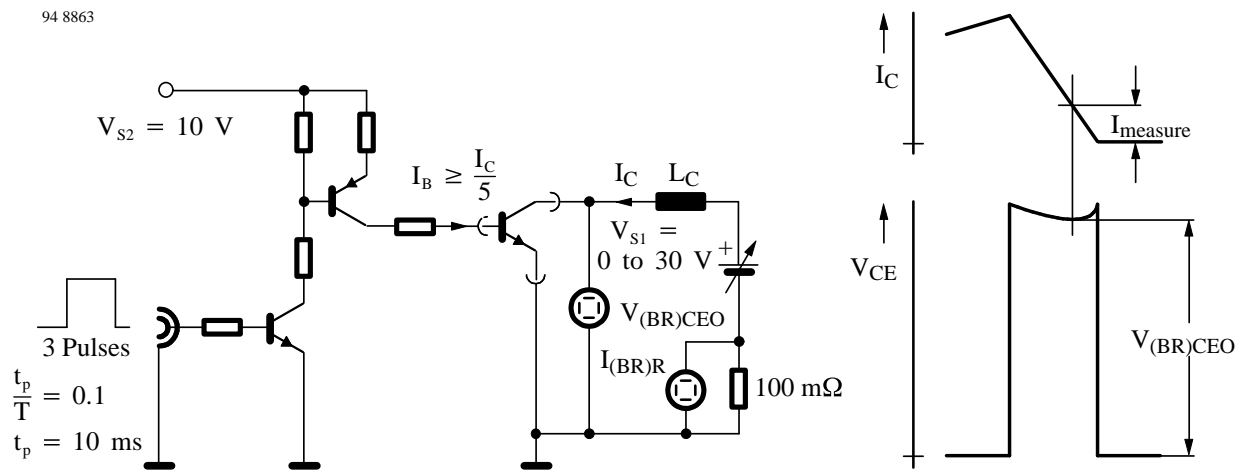 94 8863
V_S2 = 10 V
I_B ≥ I_C/5
I_C
L_C
V_S1 =
0 to 30 V
+
V_(BR)CEO
I_(BR)R
100 mΩ
3 Pulses
t_p/T = 0.1
t_p = 10 ms
I_C
I_measure
V_CE
V_(BR)CEO